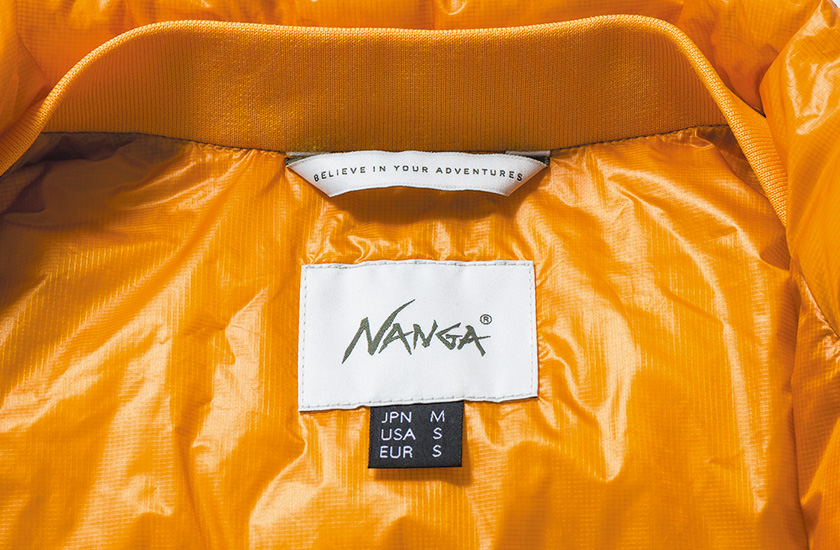 BELIEVE IN YOUR ADVENTURES
NANGA®
JPN M
USA S
EUR S